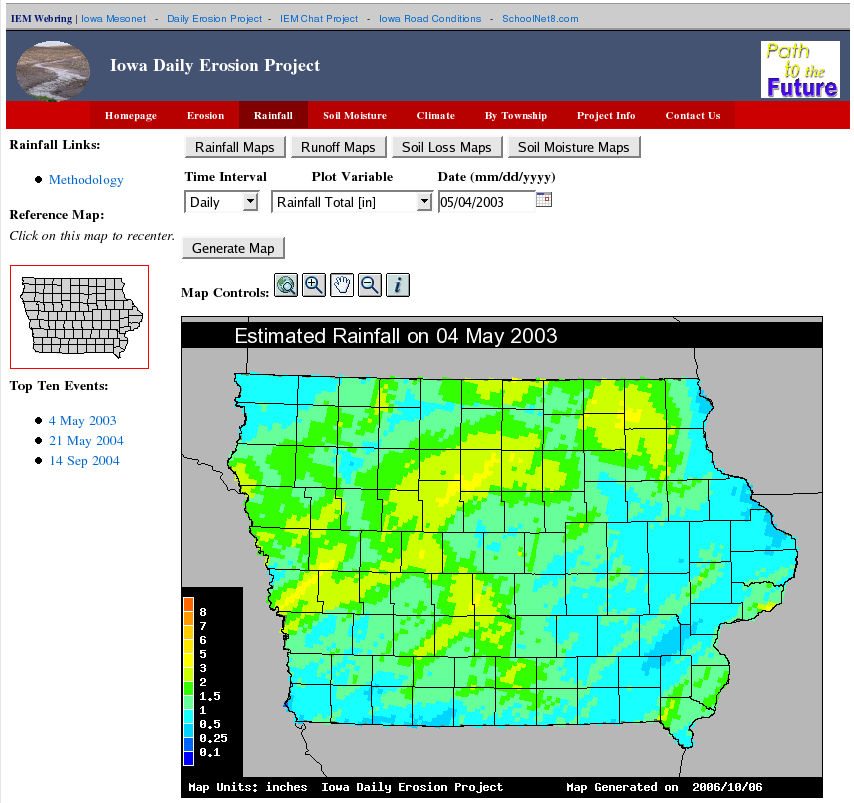 IEM Webring | Iowa Mesonet - Daily Erosion Project - IEM Chat Project - Iowa Road Conditions - SchoolNet8.com
Iowa Daily Erosion Project
Path
to the
Future
Homepage Erosion Rainfall Soil Moisture Climate By Township Project Info Contact Us
Rainfall Links:
Methodology
Reference Map:
Click on this map to recenter.
Top Ten Events:
4 May 2003
21 May 2004
14 Sep 2004
Rainfall Maps Runoff Maps Soil Loss Maps Soil Moisture Maps
Time Interval Plot Variable Date (mm/dd/yyyy)
Daily Rainfall Total [in] 05/04/2003
Generate Map
Map Controls: i
Estimated Rainfall on 04 May 2003
8
7
6
5
3
2
1.5
1
0.5
0.25
0.1
Map Units: inches Iowa Daily Erosion Project Map Generated on 2006/10/06